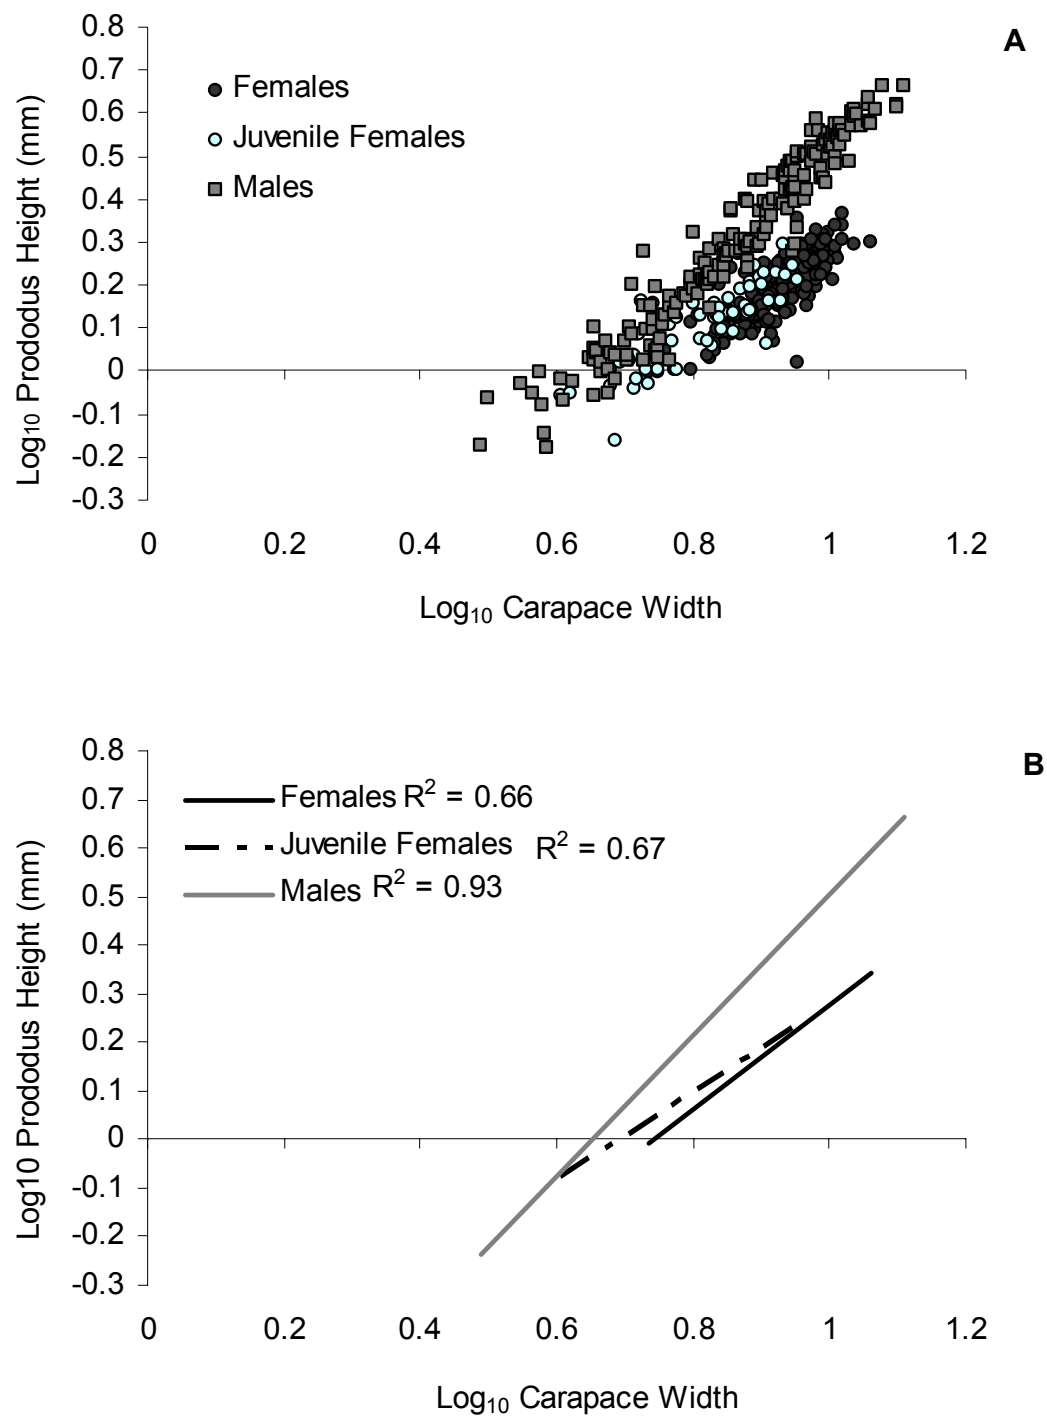 A
0.8
0.7
0.6
0.5
0.4
0.3
0.2
0.1
0
-0.1
-0.2
-0.3
Log10 Prododus Height (mm)
Females
Juvenile Females
Males
0 0.2 0.4 0.6 0.8 1 1.2
Log10 Carapace Width
B
0.8
0.7
0.6
0.5
0.4
0.3
0.2
0.1
0
-0.1
-0.2
-0.3
Log10 Prododus Height (mm)
Females R2 = 0.66
Juvenile Females R2 = 0.67
Males R2 = 0.93
0 0.2 0.4 0.6 0.8 1 1.2
Log10 Carapace Width